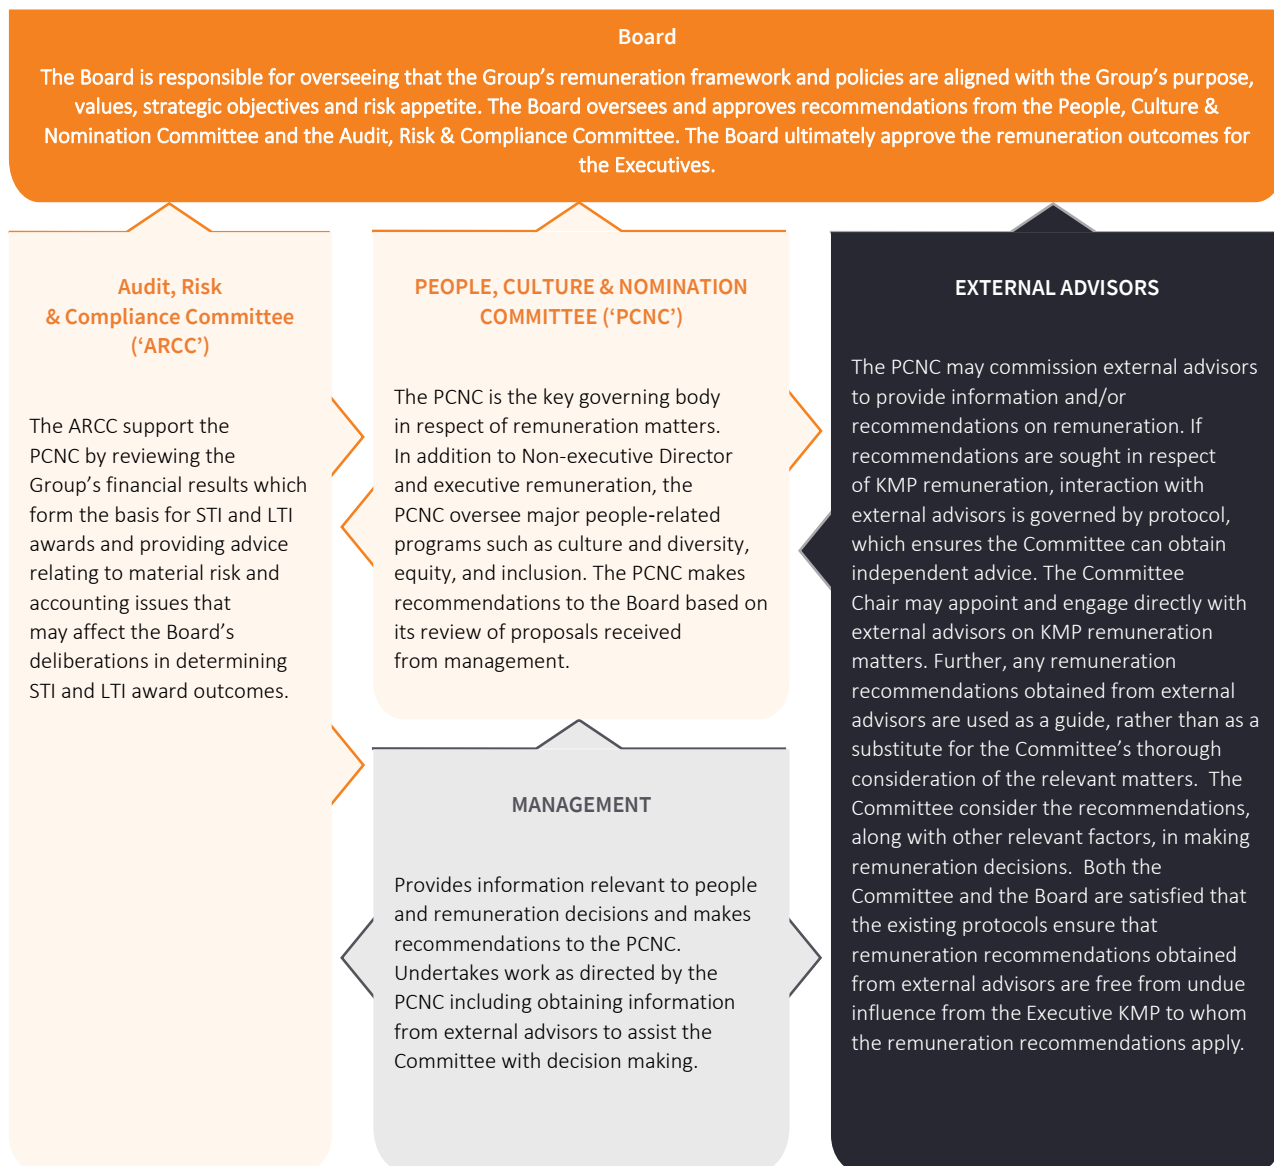 Board
The Board is responsible for overseeing that the Group's remuneration framework and policies are aligned with the Group's purpose,
values, strategic objectives and risk appetite. The Board oversees and approves recommendations from the People, Culture &
Nomination Committee and the Audit, Risk & Compliance Committee. The Board ultimately approve the remuneration outcomes for
the Executives.
Audit, Risk
& Compliance Committee
('ARCC')
The ARCC support the
PCNC by reviewing the
Group's financial results which
form the basis for STI and LTI
awards and providing advice
relating to material risk and
accounting issues that
may affect the Board's
deliberations in determining
STI and LTI award outcomes.
PEOPLE, CULTURE & NOMINATION
COMMITTEE ('PCNC')
The PCNC is the key governing body
in respect of remuneration matters.
In addition to Non-executive Director
and executive remuneration, the
PCNC oversee major people-related
programs such as culture and diversity,
equity, and inclusion. The PCNC makes
recommendations to the Board based on
its review of proposals received
from management.
MANAGEMENT
Provides information relevant to people
and remuneration decisions and makes
recommendations to the PCNC.
Undertakes work as directed by the
PCNC including obtaining information
from external advisors to assist the
Committee with decision making.
EXTERNAL ADVISORS
The PCNC may commission external advisors
to provide information and/or
recommendations on remuneration. If
recommendations are sought in respect
of KMP remuneration, interaction with
external advisors is governed by protocol,
which ensures the Committee can obtain
independent advice. The Committee
Chair may appoint and engage directly with
external advisors on KMP remuneration
matters. Further, any remuneration
recommendations obtained from external
advisors are used as a guide, rather than as a
substitute for the Committee's thorough
consideration of the relevant matters.  The
Committee consider the recommendations,
along with other relevant factors, in making
remuneration decisions.  Both the
Committee and the Board are satisfied that
the existing protocols ensure that
remuneration recommendations obtained
from external advisors are free from undue
influence from the Executive KMP to whom
the remuneration recommendations apply.